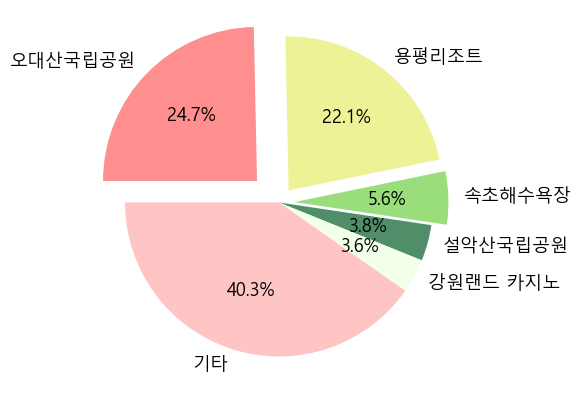 오대산국립공원
24.7%
용평리조트
22.1%
속초해수욕장
5.6%
설악산국립공원
3.8%
강원랜드 카지노
3.6%
기타
40.3%